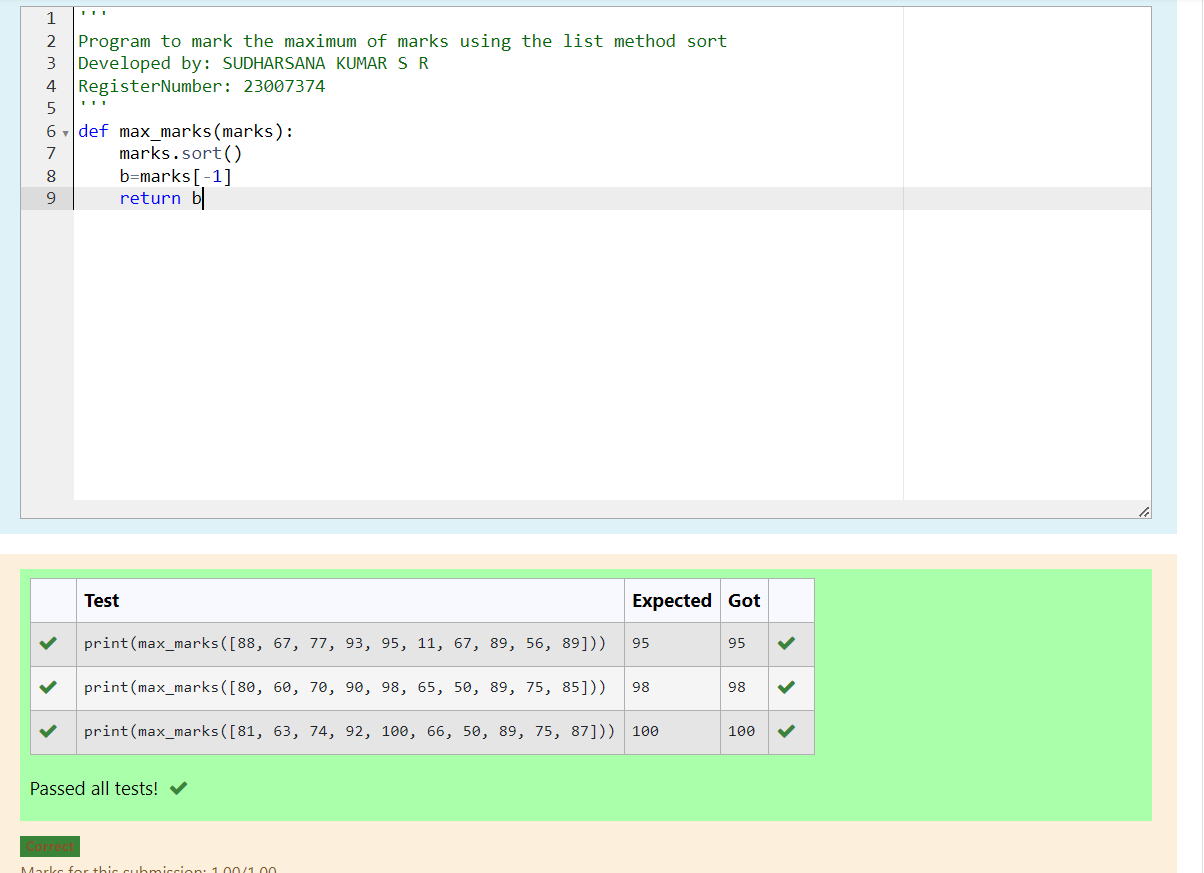 1 '''
2 Program to mark the maximum of marks using the list method sort
3 Developed by: SUDHARSANA KUMAR S R
4 RegisterNumber: 23007374
5 '''
6 def max_marks(marks):
7     marks.sort()
8     b=marks[-1]
9     return b
Test Expected Got
print(max_marks([88, 67, 77, 93, 95, 11, 67, 89, 56, 89])) 95 95
print(max_marks([80, 60, 70, 90, 98, 65, 50, 89, 75, 85])) 98 98
print(max_marks([81, 63, 74, 92, 100, 66, 50, 89, 75, 87])) 100 100
Passed all tests!
Correct
Marks for this submission: 1.00/1.00.